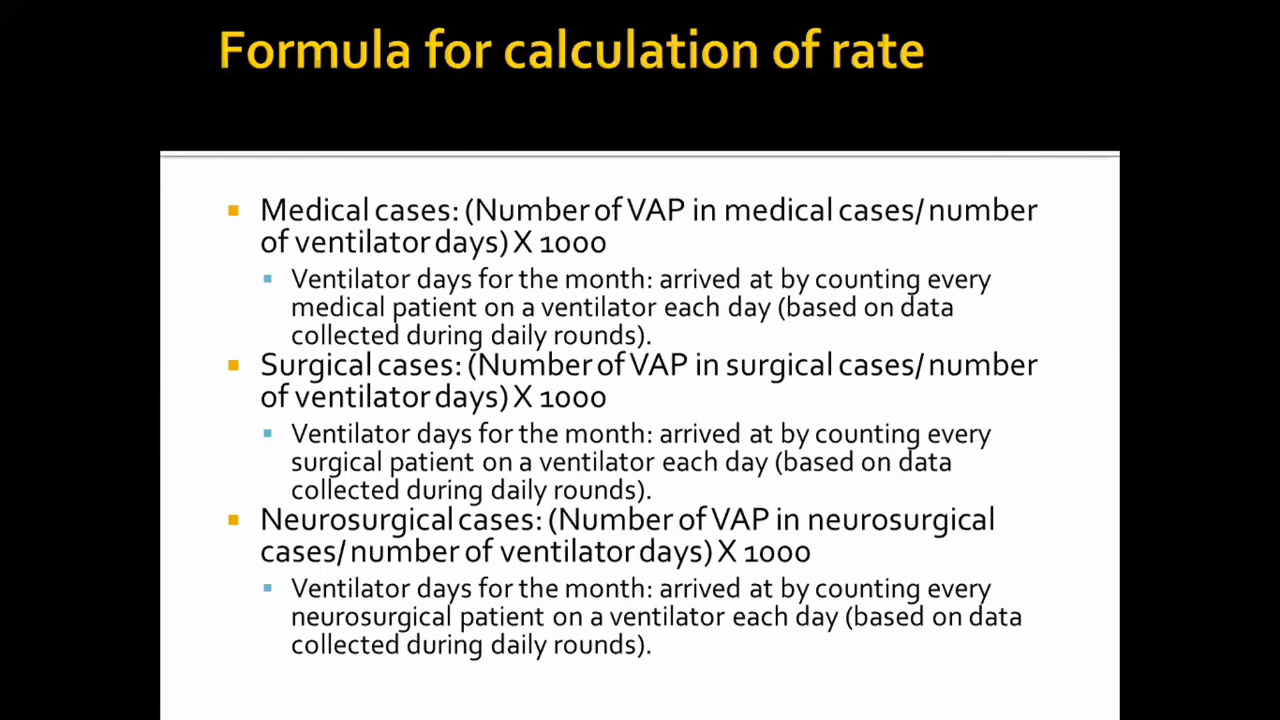 Formula for calculation of rate
Medical cases: (Number of VAP in medical cases/ number
of ventilator days) X 1000
Ventilator days for the month: arrived at by counting every
medical patient on a ventilator each day (based on data
collected during daily rounds).
Surgical cases: (Number of VAP in surgical cases/ number
of ventilator days) X 1000
Ventilator days for the month: arrived at by counting every
surgical patient on a ventilator each day (based on data
collected during daily rounds).
Neurosurgical cases: (Number of VAP in neurosurgical
cases/ number of ventilator days) X 1000
Ventilator days for the month: arrived at by counting every
neurosurgical patient on a ventilator each day (based on data
collected during daily rounds).